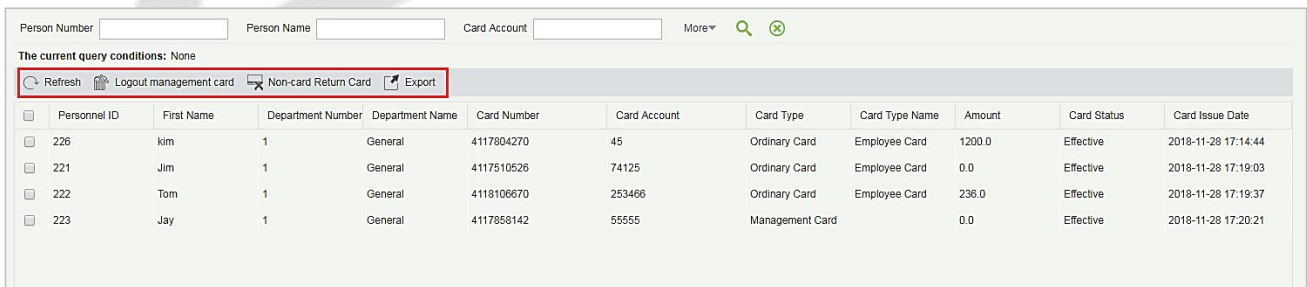 Person Number Person Name Card Account More
The current query conditions: None
Refresh Logout management card Non-card Return Card Export
Personnel ID First Name Department Number Department Name Card Number Card Account Card Type Card Type Name Amount Card Status Card Issue Date
226 kim 1 General 4117804270 45 Ordinary Card Employee Card 1200.0 Effective 2018-11-28 17:14:44
221 Jim 1 General 4117510526 74125 Ordinary Card Employee Card 0.0 Effective 2018-11-28 17:19:03
222 Tom 1 General 4118106670 253466 Ordinary Card Employee Card 236.0 Effective 2018-11-28 17:19:37
223 Jay 1 General 4117858142 55555 Management Card 0.0 Effective 2018-11-28 17:20:21